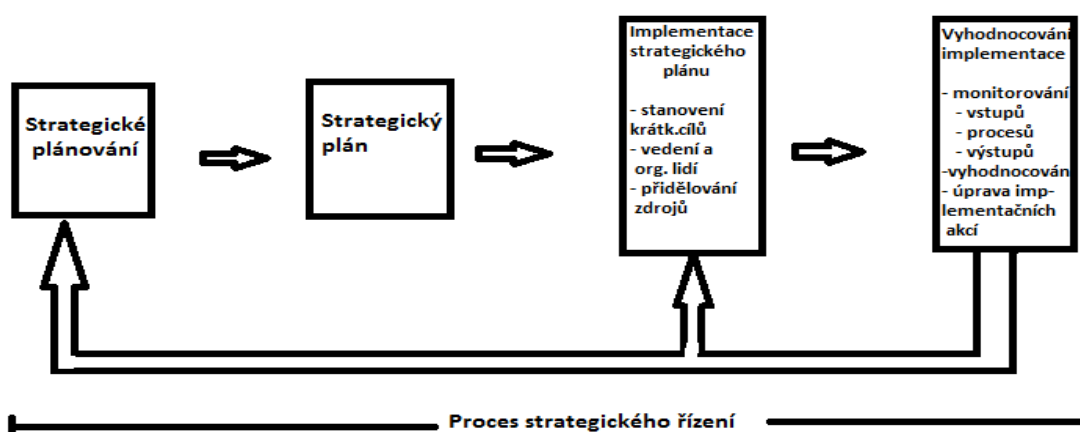 Strategické
plánování
Strategický
plán
Implementace
strategického
plánu
- stanovení
krátk.cílů
- vedení a
org. lidí
- přidělování
zdrojů
Vyhodnocování
implementace
- monitorování
- vstupů
- procesů
- výstupů
-vyhodnocován
- úprava imp-
lementačních
akcí
Proces strategického řízení